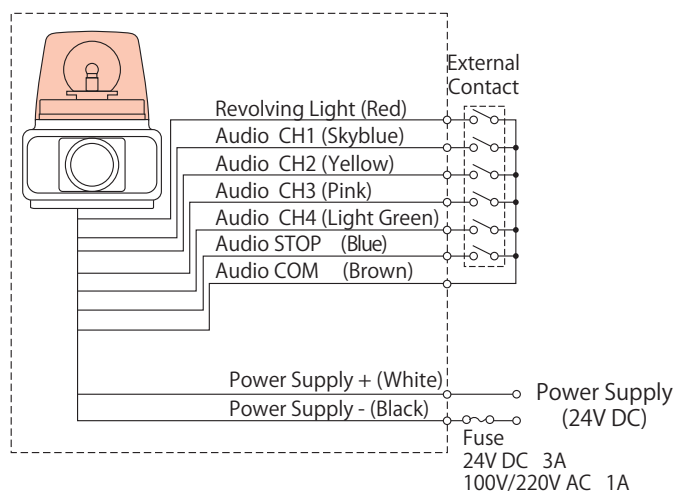 External
Contact
Revolving Light (Red)
Audio CH1 (Skyblue)
Audio CH2 (Yellow)
Audio CH3 (Pink)
Audio CH4 (Light Green)
Audio STOP (Blue)
Audio COM (Brown)
Power Supply + (White)
Power Supply - (Black)
Power Supply
(24V DC)
Fuse
24V DC 3A
100V/220V AC 1A